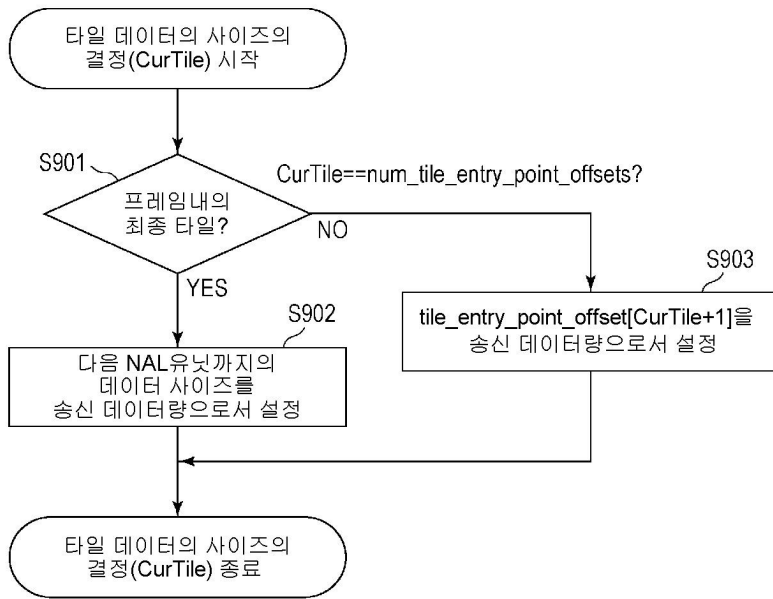 타일 데이터의 사이즈의
결정(CurTile) 시작
S901
CurTile==num_tile_entry_point_offsets?
프레임내의
최종 타일?
NO
YES
S903
tile_entry_point_offset[CurTile+1]을
송신 데이터량으로서 설정
S902
다음 NAL유닛까지의
데이터 사이즈를
송신 데이터량으로서 설정
타일 데이터의 사이즈의
결정(CurTile) 종료